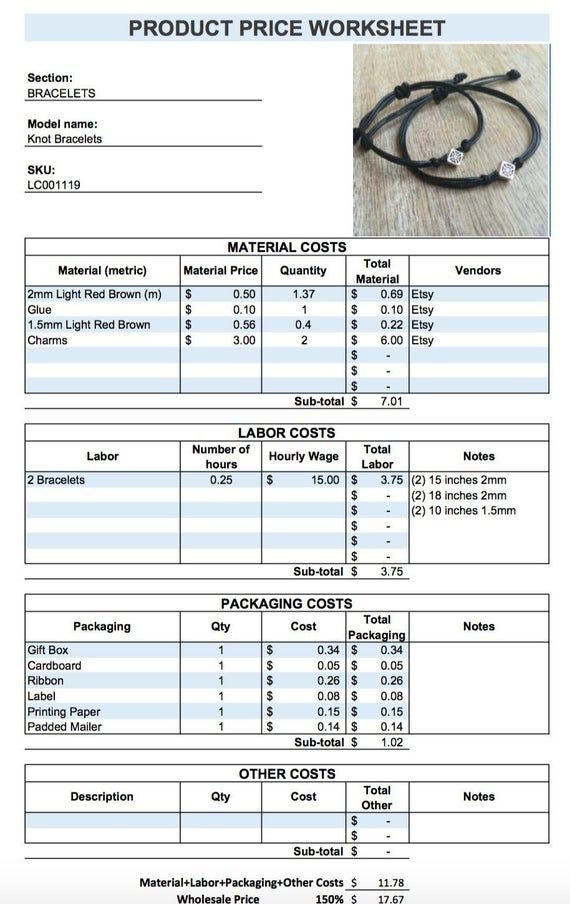 PRODUCT PRICE WORKSHEET
Section:
BRACELETS
Model name:
Knot Bracelets
SKU:
LC001119
MATERIAL COSTS
Material (metric) Material Price Quantity Total Material Vendors
2mm Light Red Brown (m) $ 0.50 1.37 $ 0.69 Etsy
Glue $ 0.10 1 $ 0.10 Etsy
1.5mm Light Red Brown $ 0.56 0.4 $ 0.22 Etsy
Charms $ 3.00 2 $ 6.00 Etsy
$ -
$ -
$ -
Sub-total $ 7.01
LABOR COSTS
Labor Number of hours Hourly Wage Total Labor Notes
2 Bracelets 0.25 $ 15.00 $ 3.75 (2) 15 inches 2mm
$ - (2) 18 inches 2mm
$ - (2) 10 inches 1.5mm
$ -
$ -
$ -
Sub-total $ 3.75
PACKAGING COSTS
Packaging Qty Cost Total Packaging Notes
Gift Box 1 $ 0.34 $ 0.34
Cardboard 1 $ 0.05 $ 0.05
Ribbon 1 $ 0.26 $ 0.26
Label 1 $ 0.08 $ 0.08
Printing Paper 1 $ 0.15 $ 0.15
Padded Mailer 1 $ 0.14 $ 0.14
Sub-total $ 1.02
OTHER COSTS
Description Qty Cost Total Other Notes
$ -
$ -
Sub-total $ -
Material+Labor+Packaging+Other Costs $ 11.78
Wholesale Price 150% $ 17.67